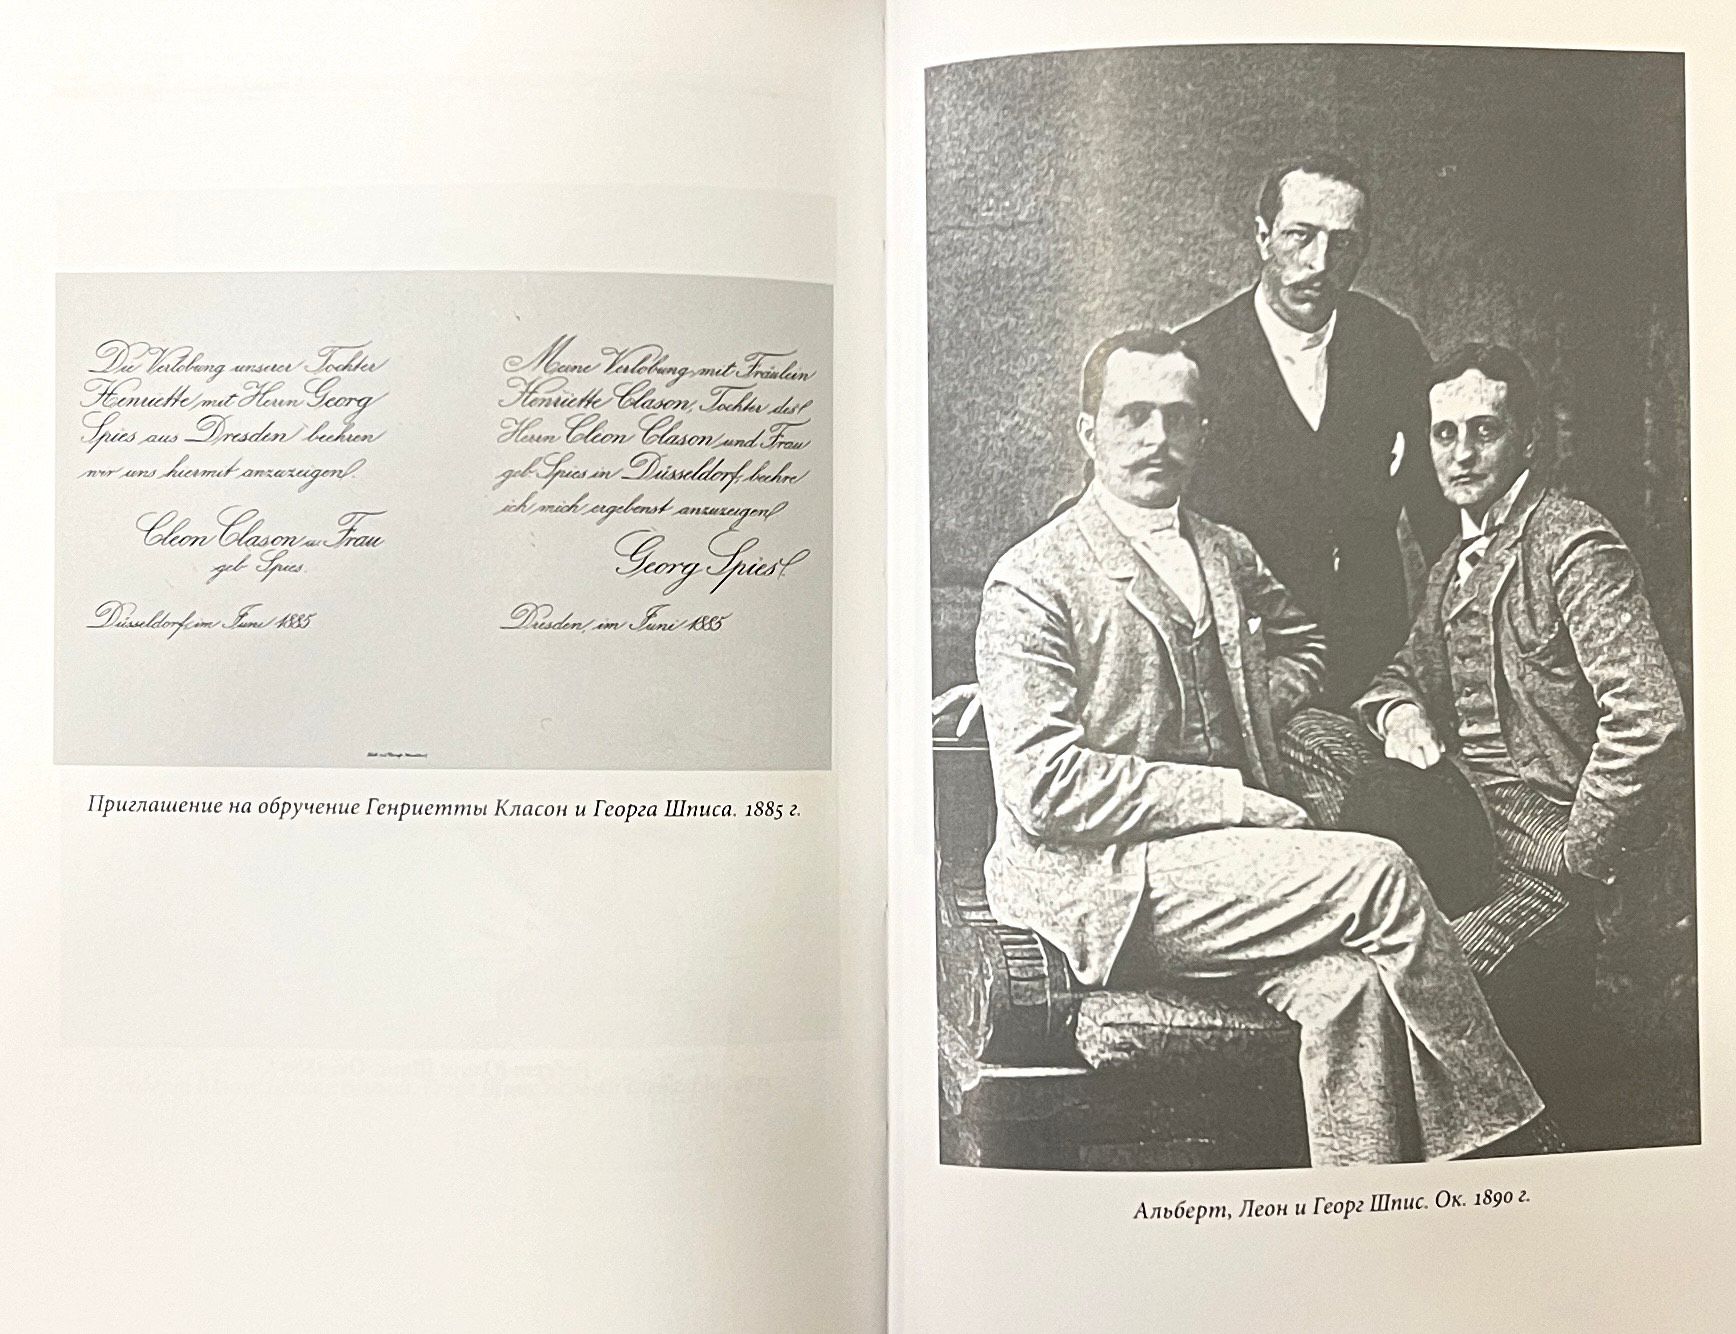 Die Verlobung unserer Tochter
Henriette mit Herrn Georg
Spies aus Dresden beehren
wir uns hiermit anzuzeigen.
Cleon Clason u. Frau
geb. Spies.
Düsseldorf, im Juni 1885
Meine Verlobung mit Fräulein
Henriette Clason, Tochter des
Herrn Cleon Clason und Frau
geb. Spies in Düsseldorf, beehre
ich mich ergebenst anzuzeigen.
Georg Spies.
Dresden, im Juni 1885
Приглашение на обручение Генриетты Класон и Георга Шписа. 1885 г.
Альберт, Леон и Георг Шпис. Ок. 1890 г.